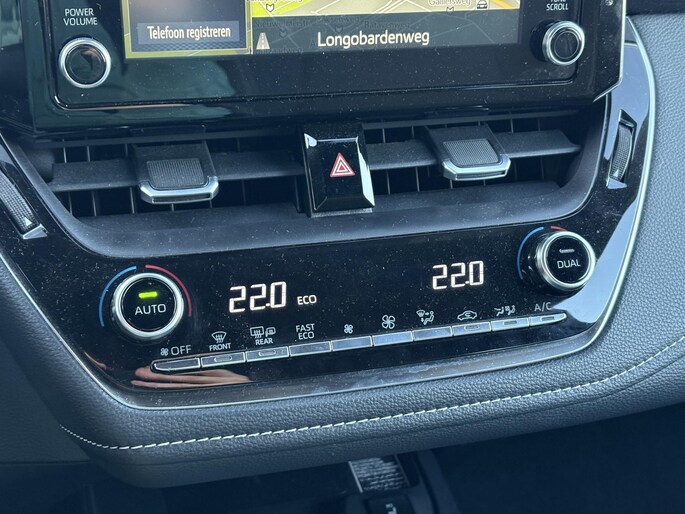 POWER
VOLUME
Telefoon registreren
Longobardenweg
SCROLL
22.0 ECO
22.0
AUTO
DUAL
OFF
FRONT
REAR
FAST
ECO
A/C